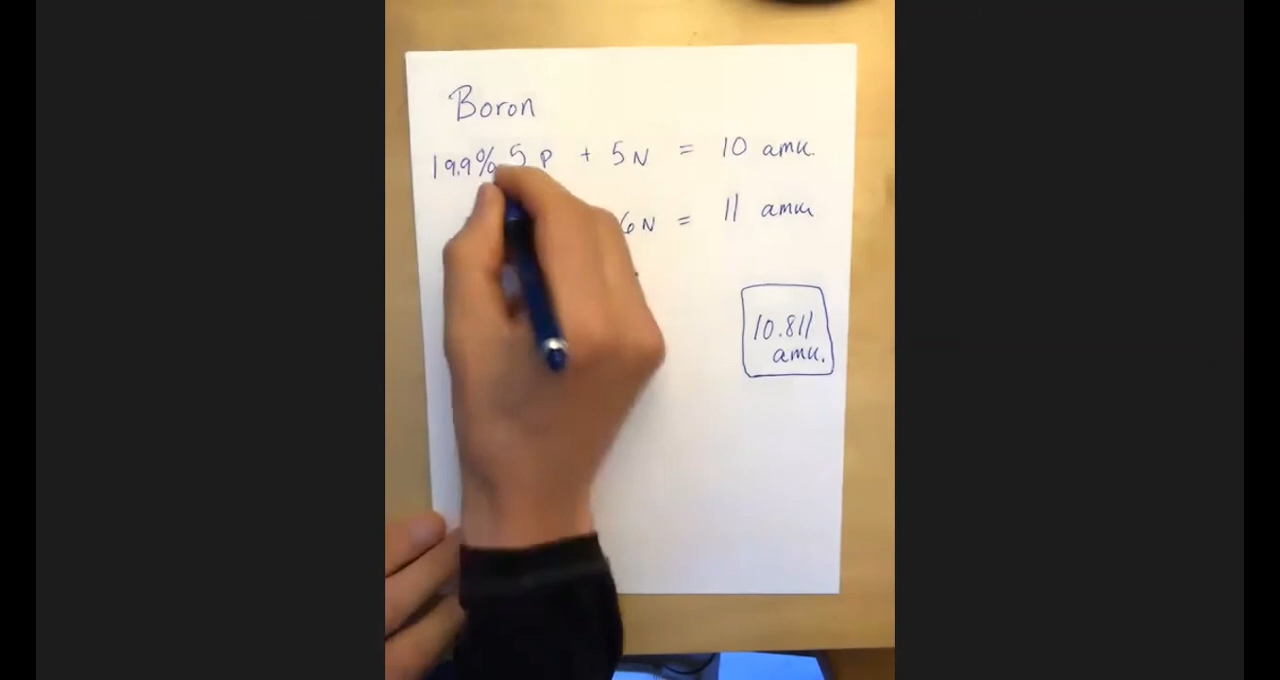 Boron
19.9% 5 P + 5 N = 10 amu.
6 N = 11 amu
10.811
amu.